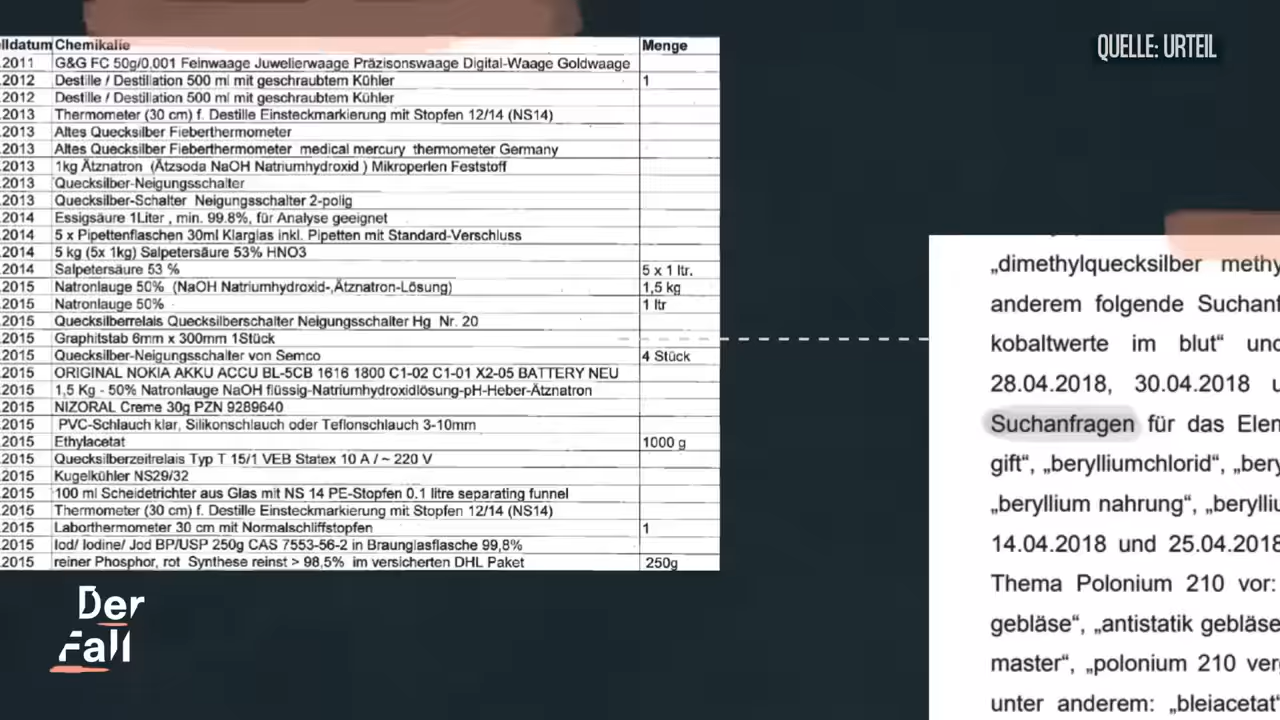 QUELLE: URTEIL
lldatum Chemikalie Menge
.2011 G&G FC 50g/0,001 Feinwaage Juwelierwaage Präzisonswaage Digital-Waage Goldwaage
.2012 Destille / Destillation 500 ml mit geschraubtem Kühler 1
.2012 Destille / Destillation 500 ml mit geschraubtem Kühler
.2013 Thermometer (30 cm) f. Destille Einsteckmarkierung mit Stopfen 12/14 (NS14)
.2013 Altes Quecksilber Fieberthermometer
.2013 Altes Quecksilber Fieberthermometer medical mercury thermometer Germany
.2013 1kg Ätznatron (Ätzsoda NaOH Natriumhydroxid ) Mikroperlen Feststoff
.2013 Quecksilber-Neigungsschalter
.2013 Quecksilber-Schalter Neigungsschalter 2-polig
.2014 Essigsäure 1Liter , min. 99.8%, für Analyse geeignet
.2014 5 x Pipettenflaschen 30ml Klarglas inkl. Pipetten mit Standard-Verschluss
.2014 5 kg (5x 1kg) Salpetersäure 53% HNO3
.2014 Salpetersäure 53 % 5 x 1 ltr.
.2015 Natronlauge 50% (NaOH Natriumhydroxid-,Ätznatron-Lösung) 1,5 kg
.2015 Natronlauge 50% 1 ltr
.2015 Quecksilberrelais Quecksilberschalter Neigungsschalter Hg Nr. 20
.2015 Graphitstab 6mm x 300mm 1Stück
.2015 Quecksilber-Neigungsschalter von Semco 4 Stück
.2015 ORIGINAL NOKIA AKKU ACCU BL-5CB 1616 1800 C1-02 C1-01 X2-05 BATTERY NEU
.2015 1,5 Kg - 50% Natronlauge NaOH flüssig-Natriumhydroxidlösung-pH-Heber-Ätznatron
.2015 NIZORAL Creme 30g PZN 9289640
.2015 PVC-Schlauch klar, Silikonschlauch oder Teflonschlauch 3-10mm
.2015 Ethylacetat 1000 g
.2015 Quecksilberzeitrelais Typ T 15/1 VEB Statex 10 A / ~ 220 V
.2015 Kugelkühler NS29/32
.2015 100 ml Scheidetrichter aus Glas mit NS 14 PE-Stopfen 0.1 litre separating funnel
.2015 Thermometer (30 cm) f. Destille Einsteckmarkierung mit Stopfen 12/14 (NS14)
.2015 Laborthermometer 30 cm mit Normalschliffstopfen 1
.2015 Iod/ Iodine/ Jod BP/USP 250g CAS 7553-56-2 in Braunglasflasche 99,8%
.2015 reiner Phosphor, rot Synthese reinst > 98,5% im versicherten DHL Paket 250g
„dimethylquecksilber methy
anderem folgende Suchanf
kobaltwerte im blut“ und
28.04.2018, 30.04.2018 u
Suchanfragen für das Elem
gift“, „berylliumchlorid“, „bery
„beryllium nahrung“, „berylliu
14.04.2018 und 25.04.2018
Thema Polonium 210 vor:
gebläse“, „antistatik gebläse
master“, „polonium 210 verg
unter anderem: „bleiacetat“
Der
Fall